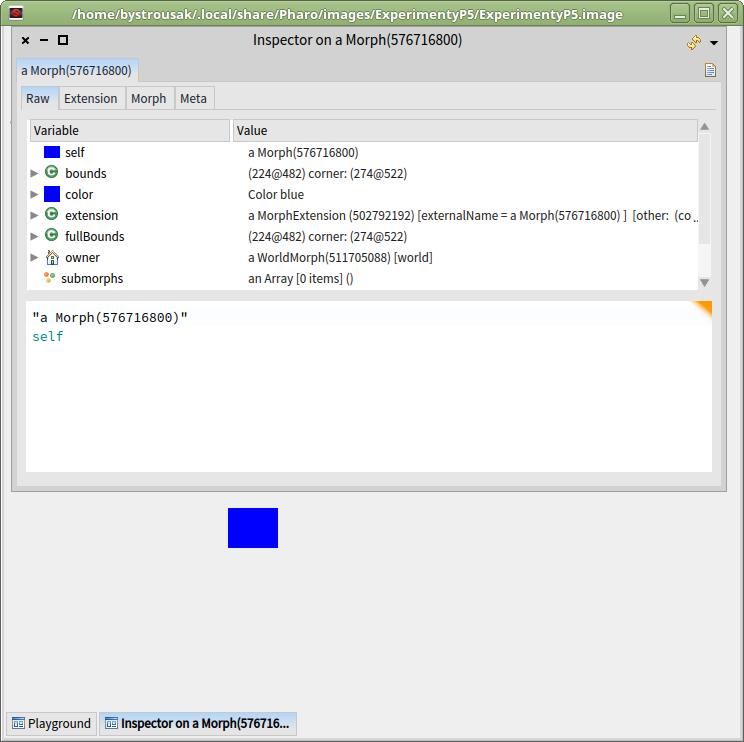 /home/bystrousak/.local/share/Pharo/images/ExperimentyP5/ExperimentyP5.image
Inspector on a Morph(576716800)
a Morph(576716800)
Raw Extension Morph Meta
Variable Value
self a Morph(576716800)
bounds (224@482) corner: (274@522)
color Color blue
extension a MorphExtension (502792192) [externalName = a Morph(576716800) ] [other: (co ..
fullBounds (224@482) corner: (274@522)
owner a WorldMorph(511705088) [world]
submorphs an Array [0 items] ()
"a Morph(576716800)"
self
Playground Inspector on a Morph(576716...